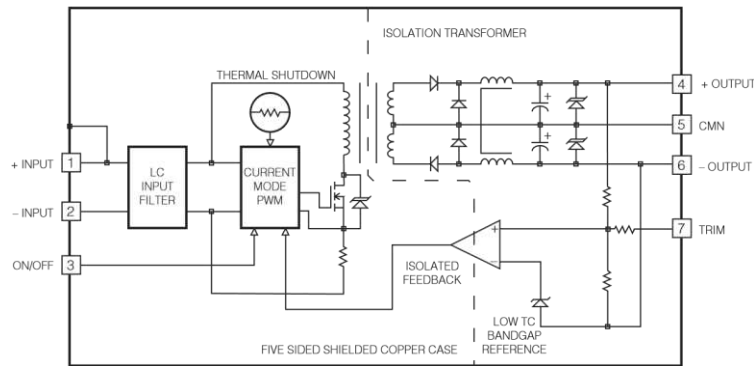 ISOLATION TRANSFORMER
THERMAL SHUTDOWN
4
+ OUTPUT
+
5
CMN
+ INPUT
1
LC
INPUT
FILTER
CURRENT
MODE
PWM
+
6
– OUTPUT
– INPUT
2
+
7
TRIM
ON/OFF
3
–
ISOLATED
FEEDBACK
LOW TC
BANDGAP
REFERENCE
FIVE SIDED SHIELDED COPPER CASE